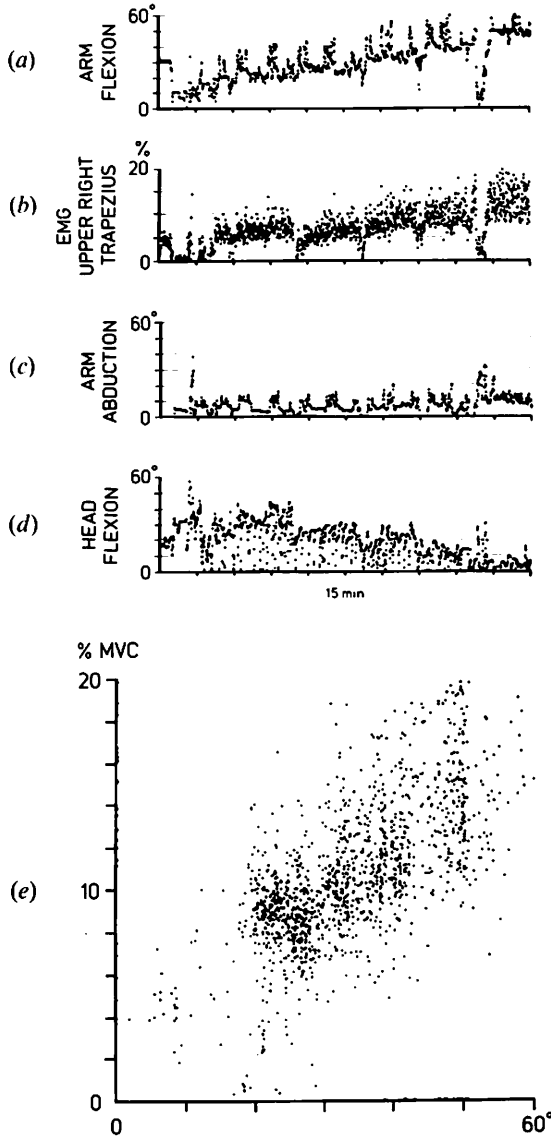 (a)
ARM
FLEXION
60°
0
(b)
EMG
UPPER RIGHT
TRAPEZIUS
%
20
0
(c)
ARM
ABDUCTION
60°
0
(d)
HEAD
FLEXION
60°
0
15 min
% MVC
20
(e)
10
0
0
60°